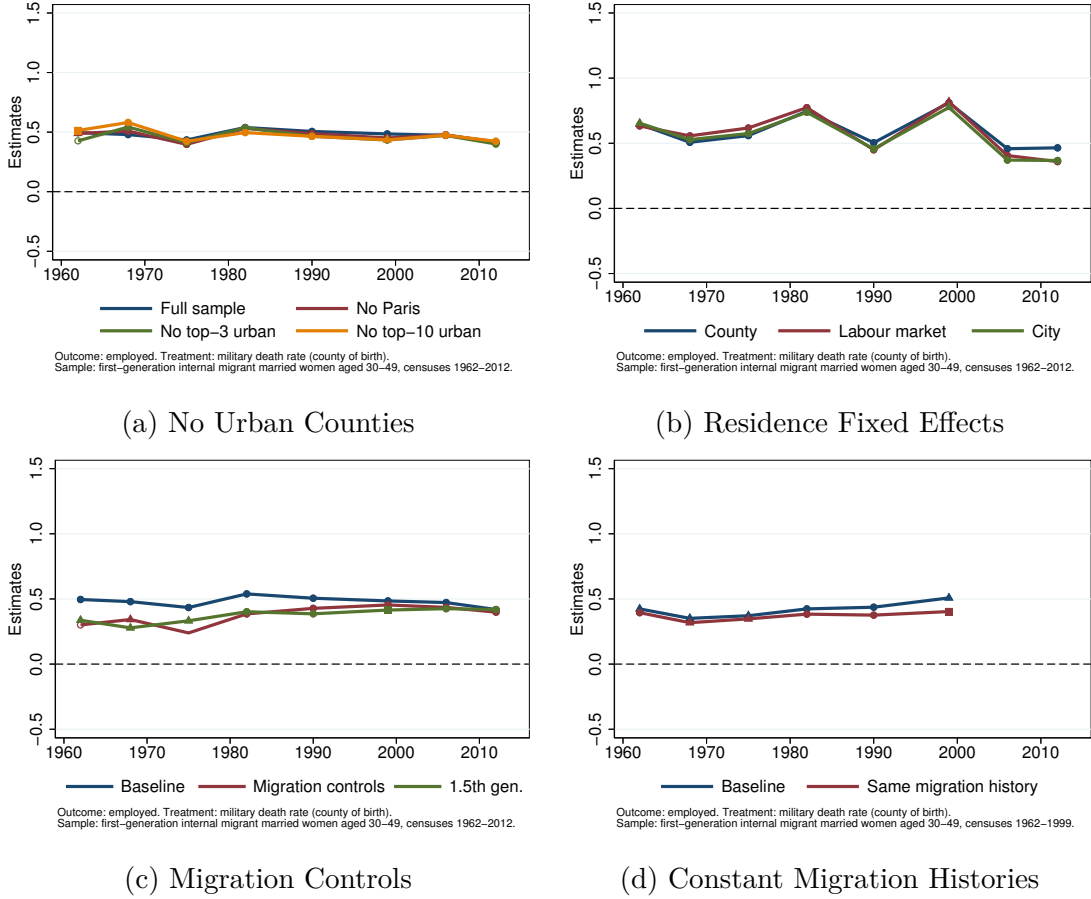 1.5
1.0
0.5
0.0
−0.5
Estimates
1960 1970 1980 1990 2000 2010
Full sample No Paris
No top−3 urban No top−10 urban
Outcome: employed. Treatment: military death rate (county of birth).
Sample: first−generation internal migrant married women aged 30−49, censuses 1962−2012.
(a) No Urban Counties
1.5
1.0
0.5
0.0
−0.5
Estimates
1960 1970 1980 1990 2000 2010
County Labour market City
Outcome: employed. Treatment: military death rate (county of birth).
Sample: first−generation internal migrant married women aged 30−49, censuses 1962−2012.
(b) Residence Fixed Effects
1.5
1.0
0.5
0.0
−0.5
Estimates
1960 1970 1980 1990 2000 2010
Baseline Migration controls 1.5th gen.
Outcome: employed. Treatment: military death rate (county of birth).
Sample: first−generation internal migrant married women aged 30−49, censuses 1962−2012.
(c) Migration Controls
1.5
1.0
0.5
0.0
−0.5
Estimates
1960 1970 1980 1990 2000 2010
Baseline Same migration history
Outcome: employed. Treatment: military death rate (county of birth).
Sample: first−generation internal migrant married women aged 30−49, censuses 1962−1999.
(d) Constant Migration Histories